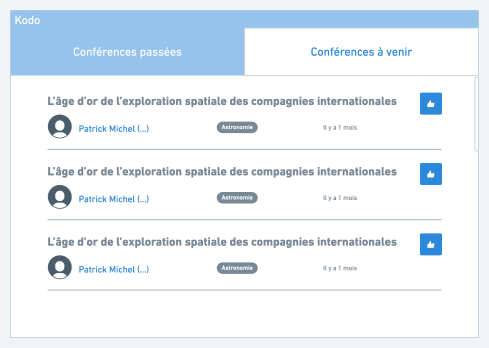 Kodo
Conférences passées
Conférences à venir
L'âge d'or de l'exploration spatiale des compagnies internationales
Patrick Michel (...)
Astronomie
Il y a 1 mois
L'âge d'or de l'exploration spatiale des compagnies internationales
Patrick Michel (...)
Astronomie
Il y a 1 mois
L'âge d'or de l'exploration spatiale des compagnies internationales
Patrick Michel (...)
Astronomie
Il y a 1 mois